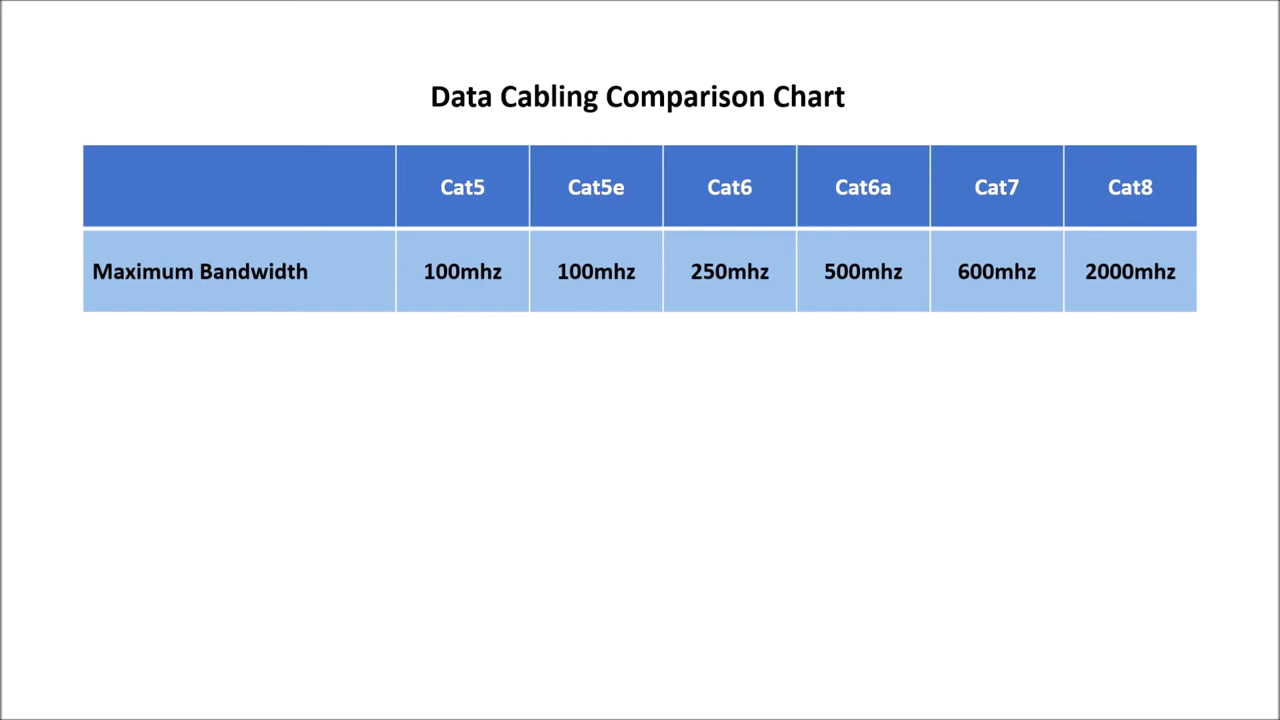 Data Cabling Comparison Chart
Cat5 Cat5e Cat6 Cat6a Cat7 Cat8
Maximum Bandwidth 100mhz 100mhz 250mhz 500mhz 600mhz 2000mhz